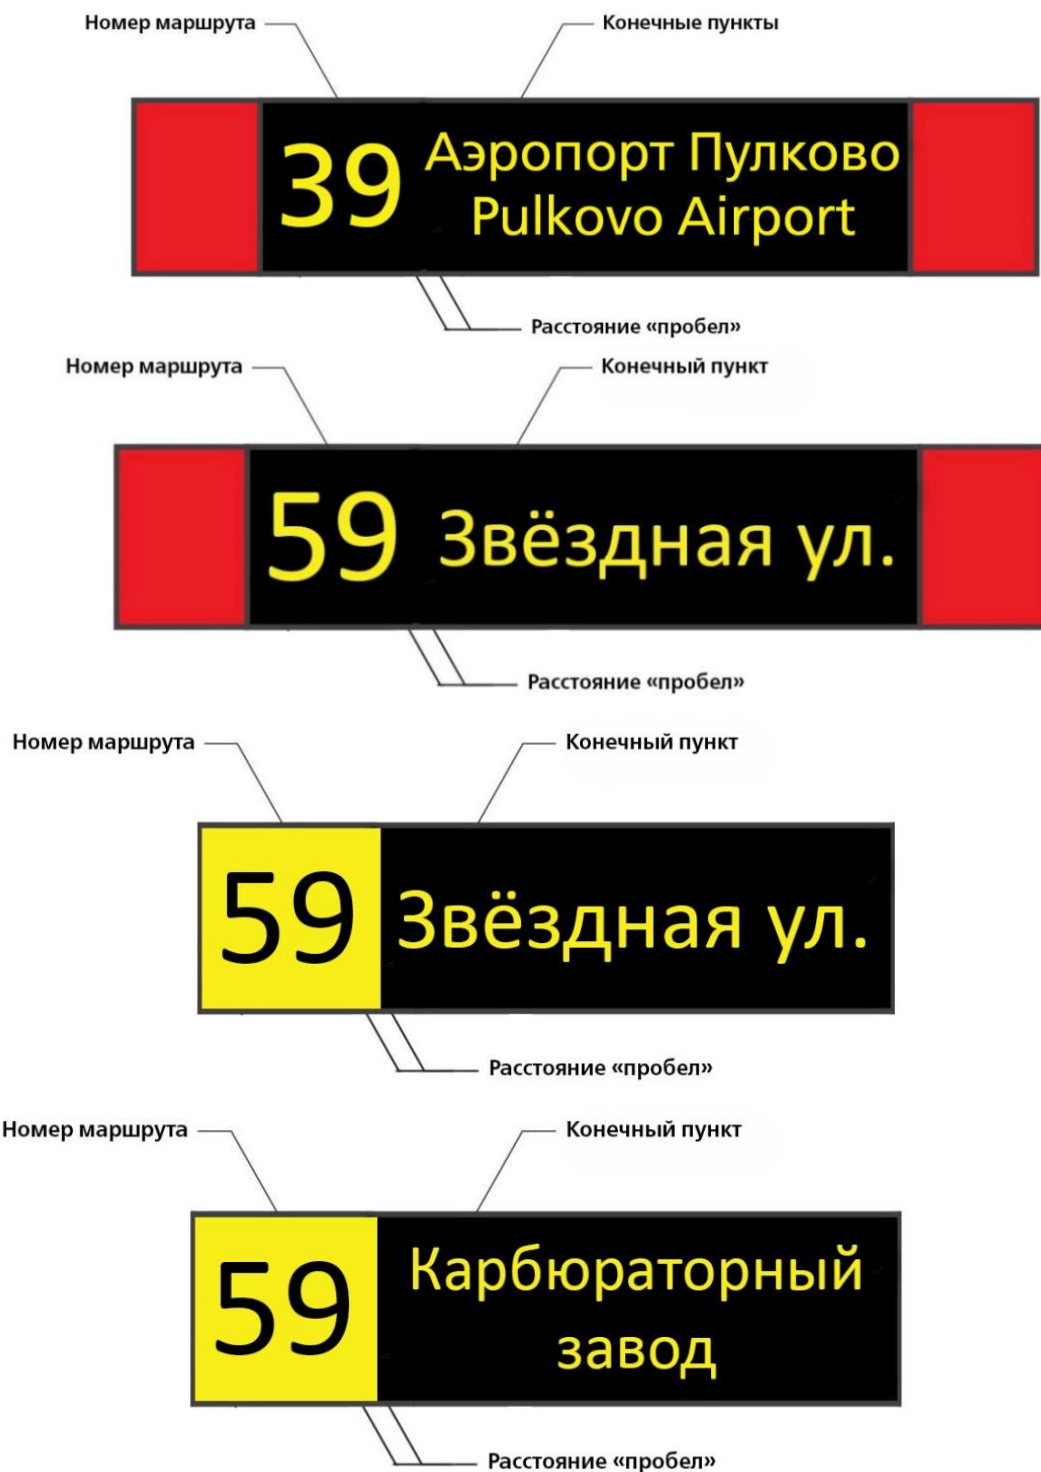 Номер маршрута
Конечные пункты
39
Аэропорт Пулково
Pulkovo Airport
Расстояние «пробел»
Номер маршрута
Конечный пункт
59 Звёздная ул.
Расстояние «пробел»
Номер маршрута
Конечный пункт
59 Звёздная ул.
Расстояние «пробел»
Номер маршрута
Конечный пункт
59
Карбюраторный
завод
Расстояние «пробел»